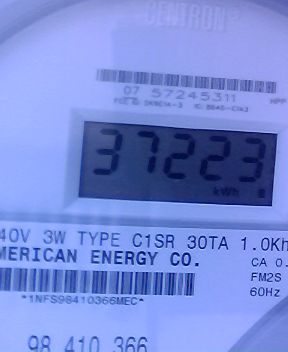 CENTRON®
07 57245311
HPP
37223
kWh
40V 3W TYPE C1SR 30TA 1.0Kh
MERICAN ENERGY CO.
CA 0.
FM2S
60Hz
*1NFS98410366MEC*
98 410 366